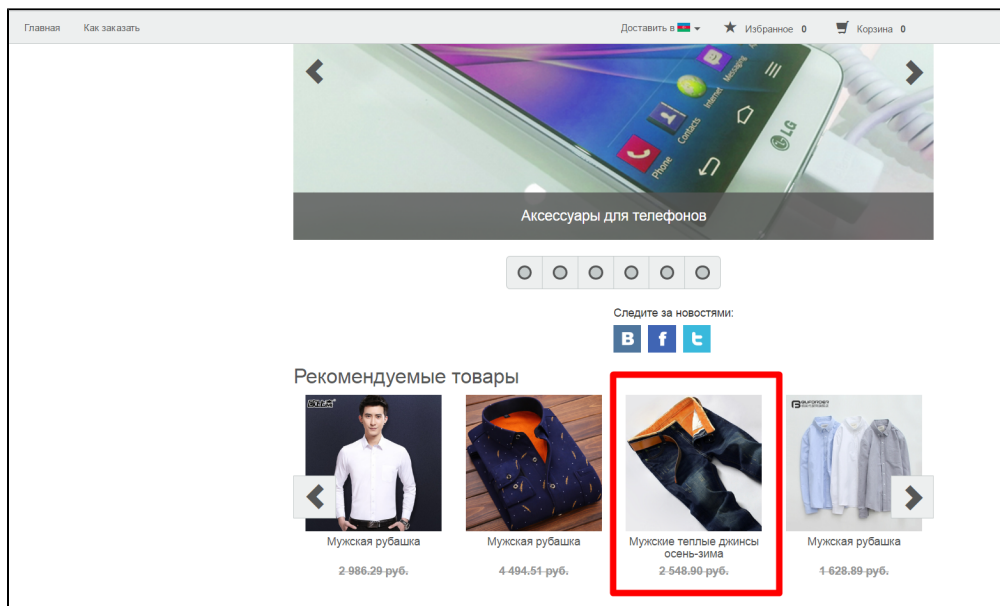 Главная Как заказать Доставить в Избранное 0 Корзина 0
Messaging
Internet
Contacts
Phone
LG
Аксессуары для телефонов
Следите за новостями:
B f t
Рекомендуемые товары
Мужская рубашка
2 986.29 руб.
Мужская рубашка
4 494.51 руб.
Мужские теплые джинсы
осень-зима
2 548.90 руб.
Мужская рубашка
1 628.89 руб.